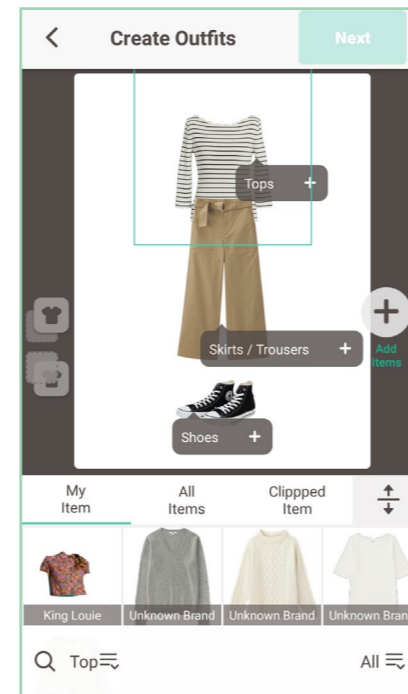 Create Outfits
Next
Tops +
Skirts / Trousers +
Add
Items
Shoes +
My
Item
All
Items
Clippped
Item
King Louie
Unknown Brand
Unknown Brand
Unknown Bran
Top
All